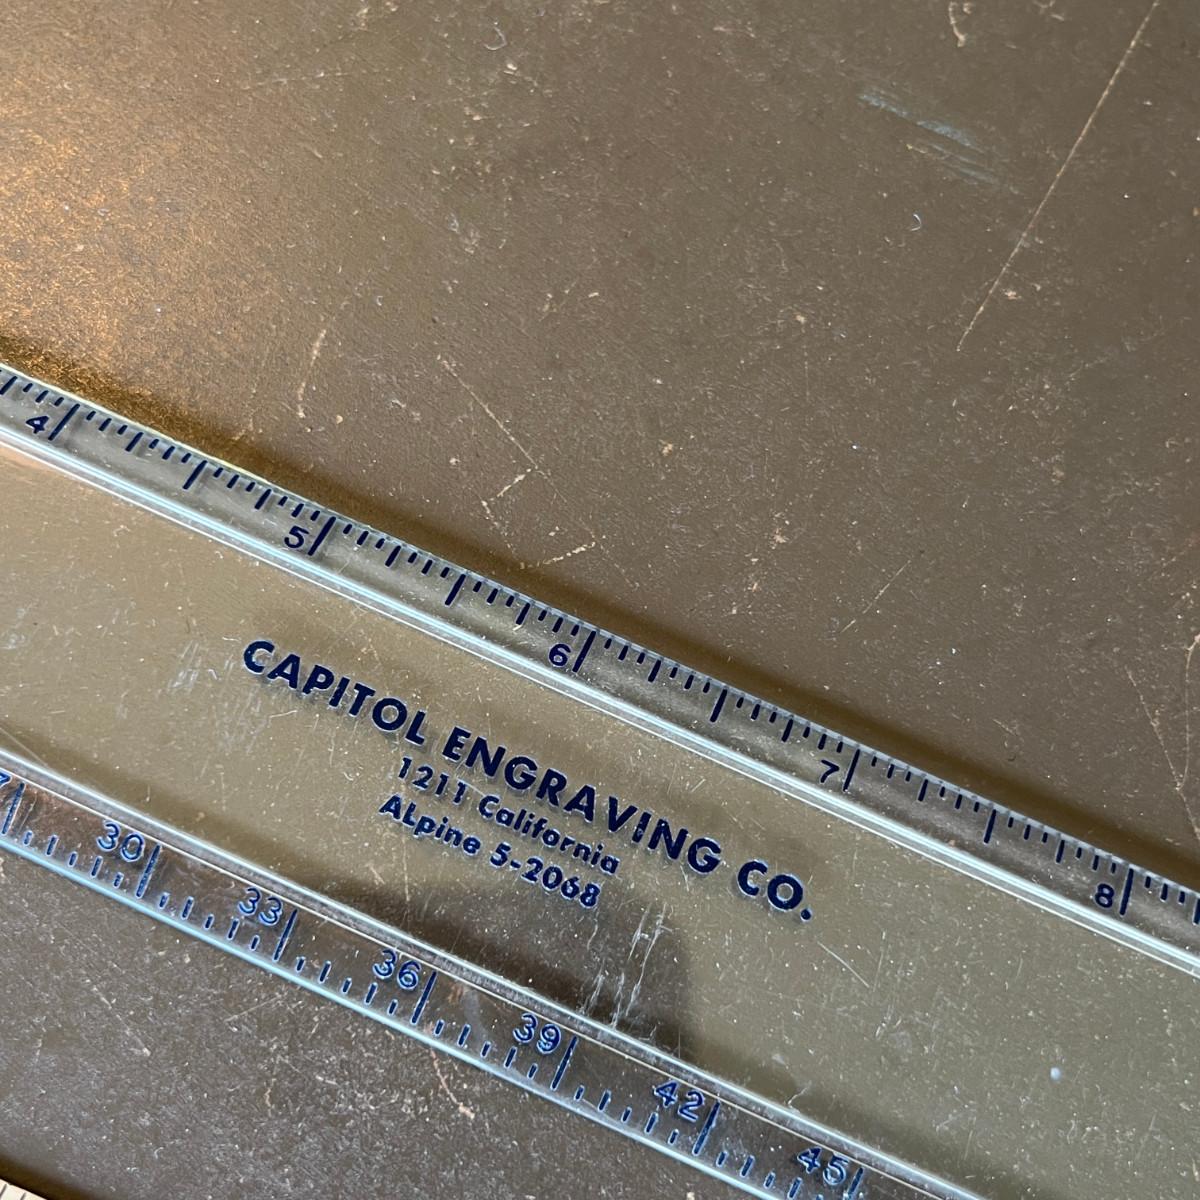 4 5 6 7 8
CAPITOL ENGRAVING CO.
1211 California
ALpine 5-2068
30 33 36 39 42 45